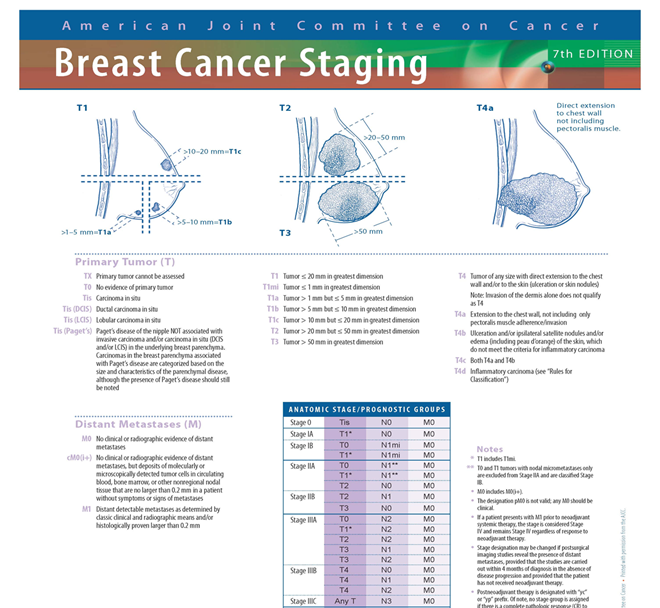 American Joint Committee on Cancer
Breast Cancer Staging
7th EDITION
T1
>10–20 mm=T1c
>5–10 mm=T1b
>1–5 mm=T1a
T2
>20–50 mm
T3
>50 mm
T4a
Direct extension
to chest wall
not including
pectoralis muscle.
Primary Tumor (T)
TX Primary tumor cannot be assessed
T0 No evidence of primary tumor
Tis Carcinoma in situ
Tis (DCIS) Ductal carcinoma in situ
Tis (LCIS) Lobular carcinoma in situ
Tis (Paget's) Paget's disease of the nipple NOT associated with
invasive carcinoma and/or carcinoma in situ (DCIS
and/or LCIS) in the underlying breast parenchyma.
Carcinomas in the breast parenchyma associated
with Paget's disease are categorized based on the
size and characteristics of the parenchymal disease,
although the presence of Paget's disease should still
be noted
T1 Tumor ≤ 20 mm in greatest dimension
T1mi Tumor ≤ 1 mm in greatest dimension
T1a Tumor > 1 mm but ≤ 5 mm in greatest dimension
T1b Tumor > 5 mm but ≤ 10 mm in greatest dimension
T1c Tumor > 10 mm but ≤ 20 mm in greatest dimension
T2 Tumor > 20 mm but ≤ 50 mm in greatest dimension
T3 Tumor > 50 mm in greatest dimension
T4 Tumor of any size with direct extension to the chest
wall and/or to the skin (ulceration or skin nodules)
Note: Invasion of the dermis alone does not qualify
as T4
T4a Extension to the chest wall, not including only
pectoralis muscle adherence/invasion
T4b Ulceration and/or ipsilateral satellite nodules and/or
edema (including peau d'orange) of the skin, which
do not meet the criteria for inflammatory carcinoma
T4c Both T4a and T4b
T4d Inflammatory carcinoma (see "Rules for
Classification")
Distant Metastases (M)
M0 No clinical or radiographic evidence of distant
metastases
cM0(i+) No clinical or radiographic evidence of distant
metastases, but deposits of molecularly or
microscopically detected tumor cells in circulating
blood, bone marrow, or other nonregional nodal
tissue that are no larger than 0.2 mm in a patient
without symptoms or signs of metastases
M1 Distant detectable metastases as determined by
classic clinical and radiographic means and/or
histologically proven larger than 0.2 mm
ANATOMIC STAGE/PROGNOSTIC GROUPS
Stage 0 Tis N0 M0
Stage IA T1* N0 M0
Stage IB T0 N1mi M0
T1* N1mi M0
Stage IIA T0 N1** M0
T1* N1** M0
T2 N0 M0
Stage IIB T2 N1 M0
T3 N0 M0
Stage IIIA T0 N2 M0
T1* N2 M0
T2 N2 M0
T3 N1 M0
T3 N2 M0
Stage IIIB T4 N0 M0
T4 N1 M0
T4 N2 M0
Stage IIIC Any T N3 M0
Notes
* T1 includes T1mi.
** T0 and T1 tumors with nodal micrometastases only
are excluded from Stage IIA and are classified Stage
IB.
* M0 includes M0(i+).
* The designation pM0 is not valid; any M0 should be
clinical.
* If a patient presents with M1 prior to neoadjuvant
systemic therapy, the stage is considered Stage
IV and remains Stage IV regardless of response to
neoadjuvant therapy.
* Stage designation may be changed if postsurgical
imaging studies reveal the presence of distant
metastases, provided that the studies are carried
out within 4 months of diagnosis in the absence of
disease progression and provided that the patient
has not received neoadjuvant therapy.
* Postneoadjuvant therapy is designated with "yc"
or "yp" prefix. Of note, no stage group is assigned
if there is a complete pathologic response (CR) to
on Cancer • Printed with permission from the AJCC.